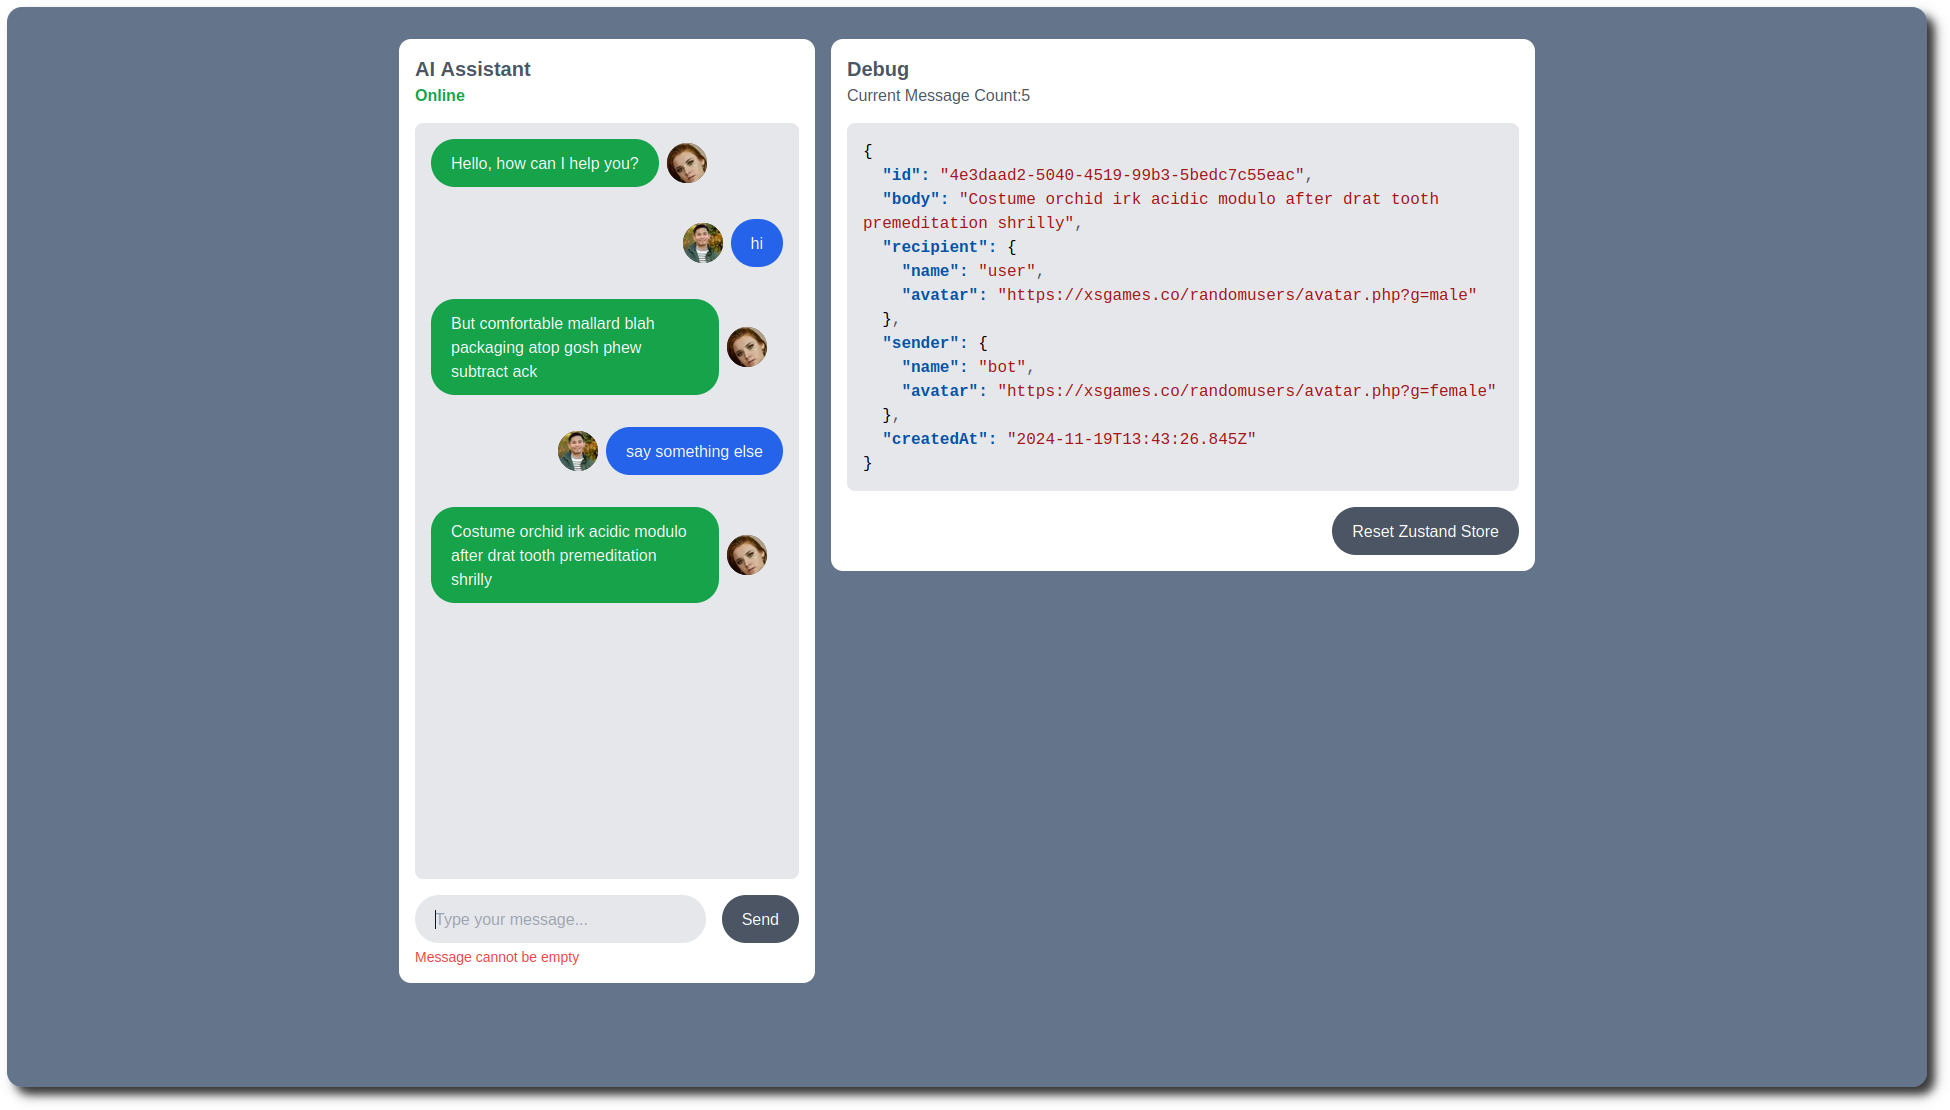 AI Assistant
Online
Hello, how can I help you?
hi
But comfortable mallard blah
packaging atop gosh phew
subtract ack
say something else
Costume orchid irk acidic modulo
after drat tooth premeditation
shrilly
Type your message...
Send
Message cannot be empty
Debug
Current Message Count:5
{
  "id": "4e3daad2-5040-4519-99b3-5bedc7c55eac",
  "body": "Costume orchid irk acidic modulo after drat tooth
premeditation shrilly",
  "recipient": {
    "name": "user",
    "avatar": "https://xsgames.co/randomusers/avatar.php?g=male"
  },
  "sender": {
    "name": "bot",
    "avatar": "https://xsgames.co/randomusers/avatar.php?g=female"
  },
  "createdAt": "2024-11-19T13:43:26.845Z"
}
Reset Zustand Store